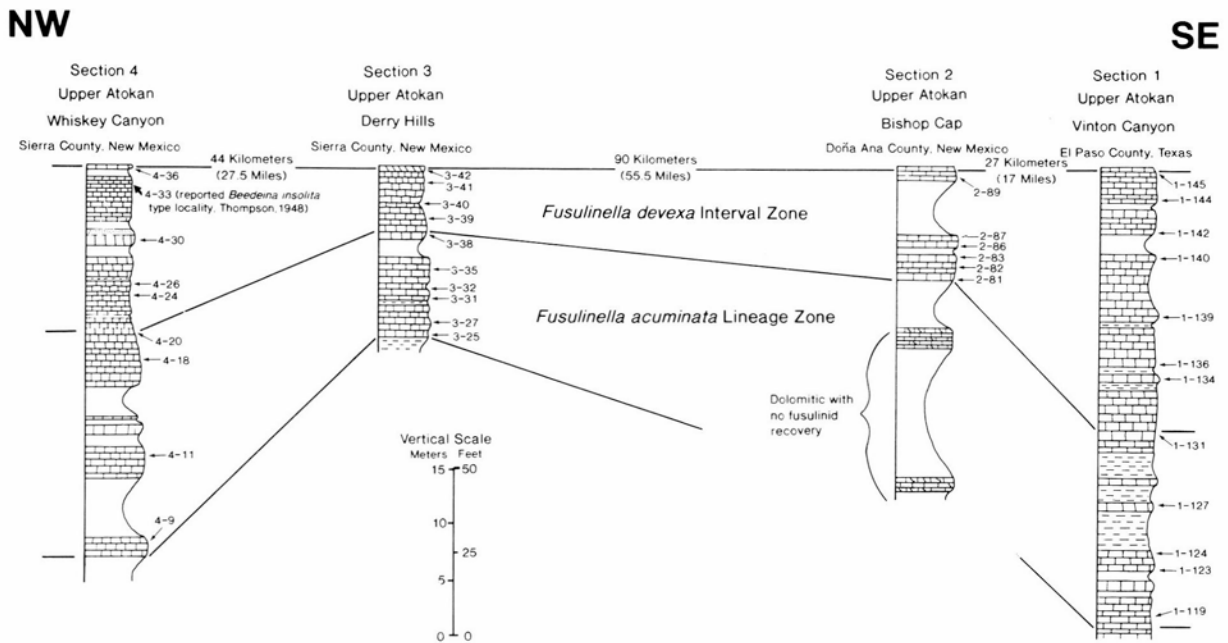 NW
SE
Section 4
Upper Atokan
Whiskey Canyon
Sierra County, New Mexico
Section 3
Upper Atokan
Derry Hills
Sierra County, New Mexico
Section 2
Upper Atokan
Bishop Cap
Doña Ana County, New Mexico
Section 1
Upper Atokan
Vinton Canyon
El Paso County, Texas
44 Kilometers
(27.5 Miles)
90 Kilometers
(55.5 Miles)
27 Kilometers
(17 Miles)
4-36
4-33 (reported Beedeina insolita
type locality, Thompson, 1948)
4-30
4-26
4-24
4-20
4-18
4-11
4-9
3-42
3-41
3-40
3-39
3-38
3-35
3-32
3-31
3-27
3-25
Fusulinella devexa Interval Zone
Fusulinella acuminata Lineage Zone
2-89
2-87
2-86
2-83
2-82
2-81
Dolomitic with
no fusulinid
recovery
1-145
1-144
1-142
1-140
1-139
1-136
1-134
1-131
1-127
1-124
1-123
1-119
Vertical Scale
Meters Feet
15 50
10
25
5
0 0